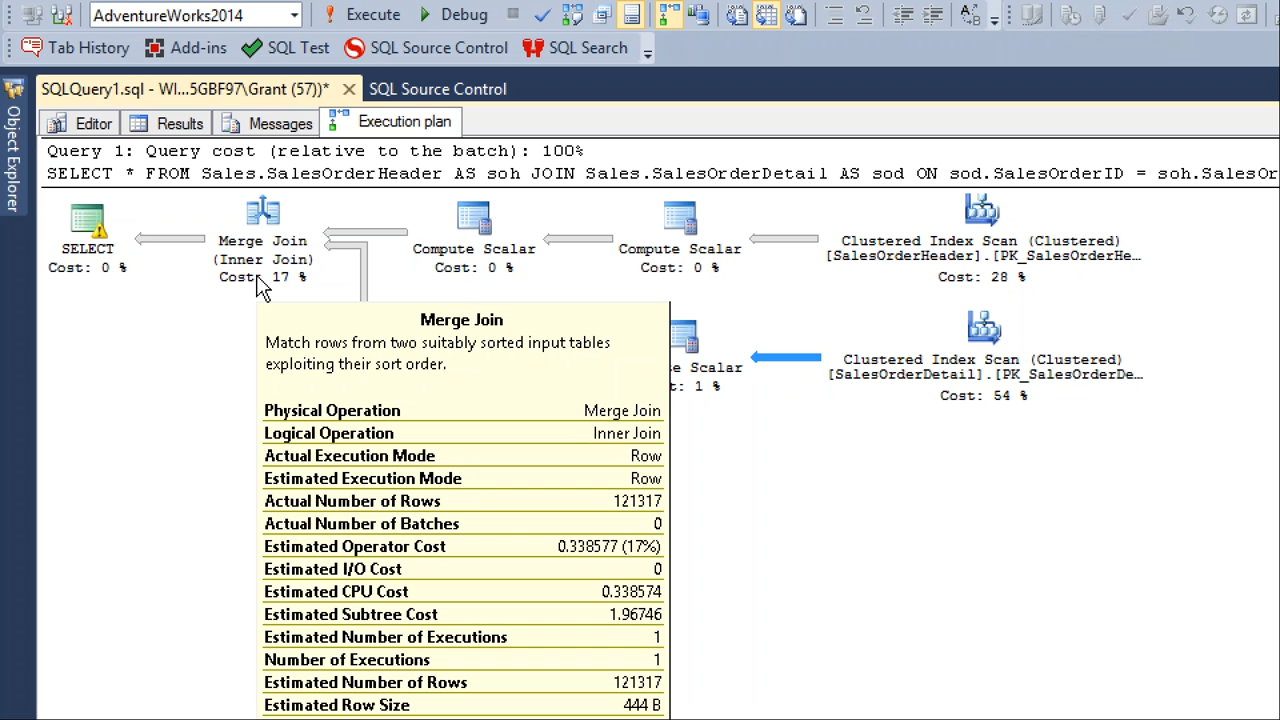 AdventureWorks2014 Execute Debug
Tab History Add-ins SQL Test SQL Source Control SQL Search
SQLQuery1.sql - WI...5GBF97\Grant (57))* SQL Source Control
Object Explorer
Editor Results Messages Execution plan
Query 1: Query cost (relative to the batch): 100%
SELECT * FROM Sales.SalesOrderHeader AS soh JOIN Sales.SalesOrderDetail AS sod ON sod.SalesOrderID = soh.SalesOr
SELECT
Cost: 0 %
Merge Join
(Inner Join)
Cost: 17 %
Compute Scalar
Cost: 0 %
Compute Scalar
Cost: 0 %
Clustered Index Scan (Clustered)
[SalesOrderHeader].[PK_SalesOrderHe...
Cost: 28 %
e Scalar
t: 1 %
Clustered Index Scan (Clustered)
[SalesOrderDetail].[PK_SalesOrderDe...
Cost: 54 %
Merge Join
Match rows from two suitably sorted input tables
exploiting their sort order.
Physical Operation Merge Join
Logical Operation Inner Join
Actual Execution Mode Row
Estimated Execution Mode Row
Actual Number of Rows 121317
Actual Number of Batches 0
Estimated Operator Cost 0.338577 (17%)
Estimated I/O Cost 0
Estimated CPU Cost 0.338574
Estimated Subtree Cost 1.96746
Estimated Number of Executions 1
Number of Executions 1
Estimated Number of Rows 121317
Estimated Row Size 444 B